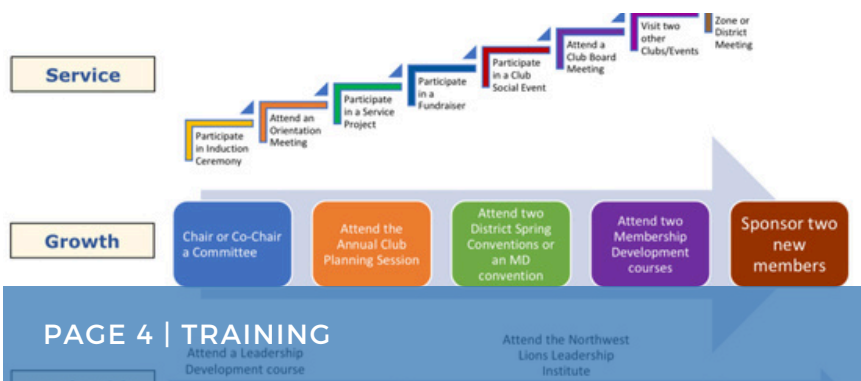 Service
Participate
in Induction
Ceremony
Attend an
Orientation
Meeting
Participate
in a Service
Project
Participate
in a
Fundraiser
Participate
in a Club
Social Event
Attend a
Club Board
Meeting
Visit two
other
Clubs/Events
Zone or
District
Meeting
Growth
Chair or Co-Chair
a Committee
Attend the
Annual Club
Planning Session
Attend two
District Spring
Conventions or
an MD
convention
Attend two
Membership
Development
courses
Sponsor two
new
members
PAGE 4 | TRAINING
Attend a Leadership
Development course
Attend the Northwest
Lions Leadership
Institute